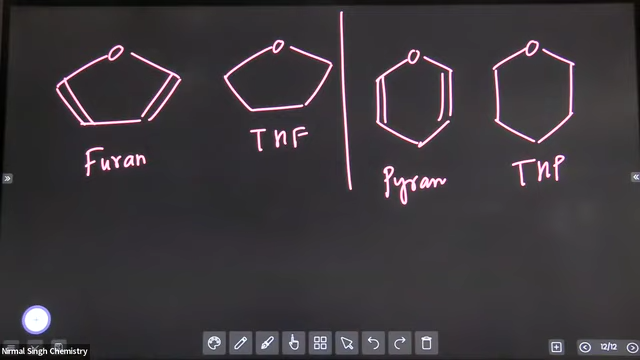 O
O
O
O
Furan
THF
Pyran
THP
Nirmal Singh Chemistry
12/12